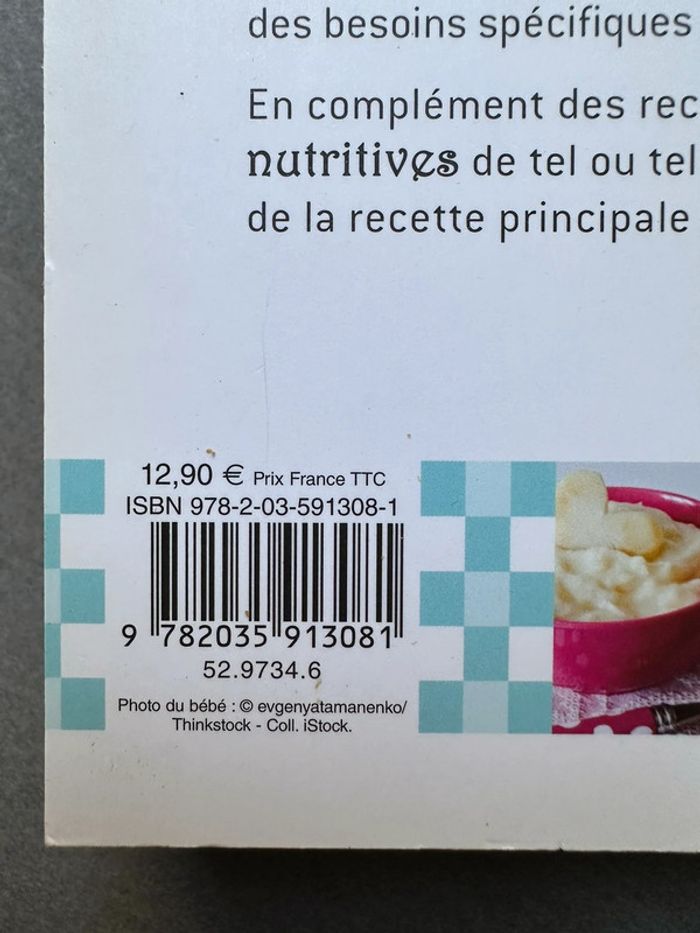 des besoins spécifiques
En complément des rec
nutritives de tel ou tel
de la recette principale
12,90 € Prix France TTC
ISBN 978-2-03-591308-1
9 782035 913081
52.9734.6
Photo du bébé : © evgenyatamanenko/
Thinkstock - Coll. iStock.